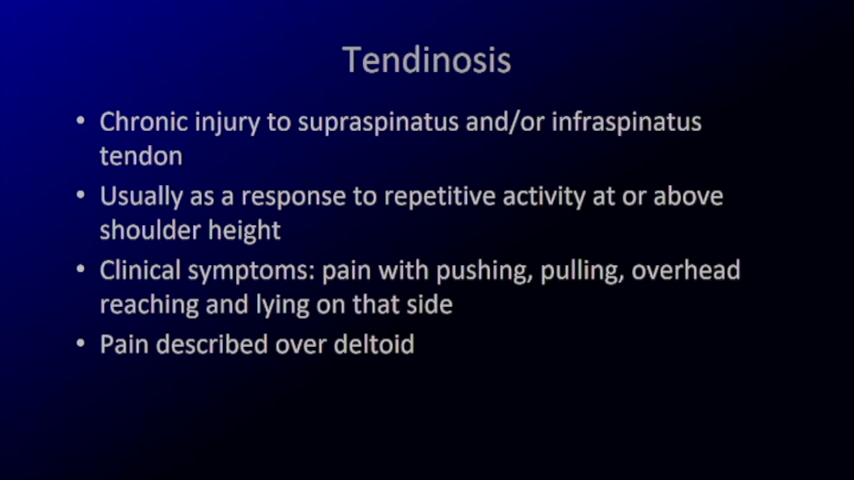 Tendinosis
• Chronic injury to supraspinatus and/or infraspinatus
tendon
• Usually as a response to repetitive activity at or above
shoulder height
• Clinical symptoms: pain with pushing, pulling, overhead
reaching and lying on that side
• Pain described over deltoid